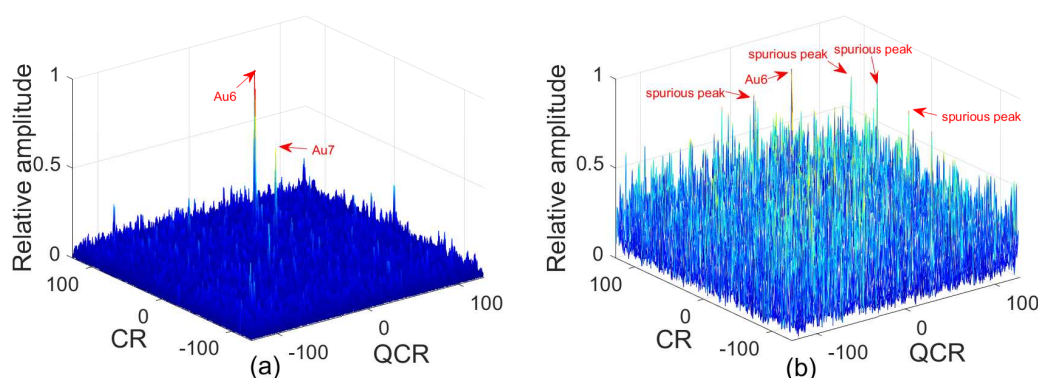 1
Au6
Au7
0.5
Relative amplitude
0
100
0
-100
CR
100
0
-100
QCR
(a)
1
spurious peak
spurious peak
Au6
spurious peak
spurious peak
0.5
Relative amplitude
0
100
0
-100
CR
100
0
-100
QCR
(b)